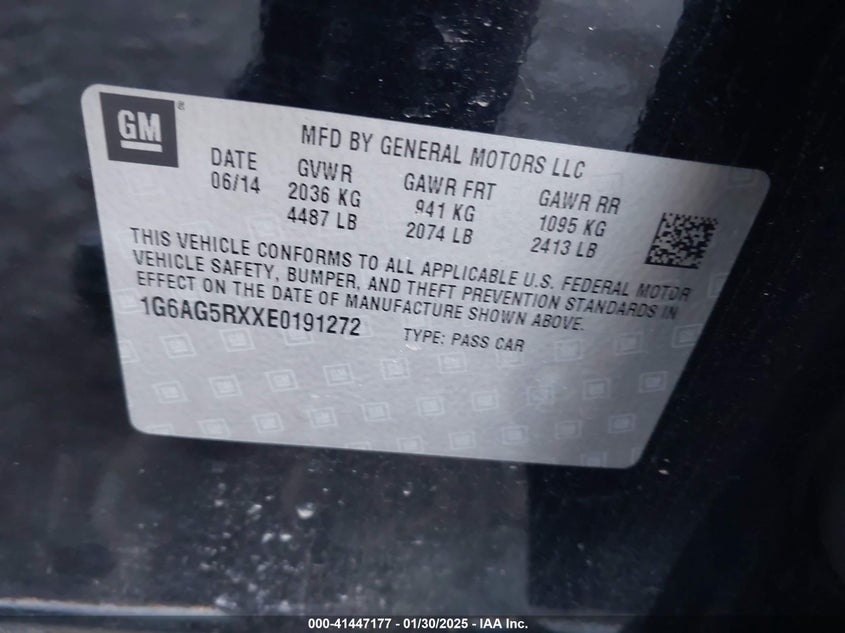 GM
®
MFD BY GENERAL MOTORS LLC
DATE GVWR GAWR FRT GAWR RR
06/14 2036 KG 941 KG 1095 KG
4487 LB 2074 LB 2413 LB
THIS VEHICLE CONFORMS TO ALL APPLICABLE U.S. FEDERAL MOTOR
VEHICLE SAFETY, BUMPER, AND THEFT PREVENTION STANDARDS IN
EFFECT ON THE DATE OF MANUFACTURE SHOWN ABOVE.
1G6AG5RXXE0191272 TYPE: PASS CAR
000-41447177 - 01/30/2025 - IAA Inc.